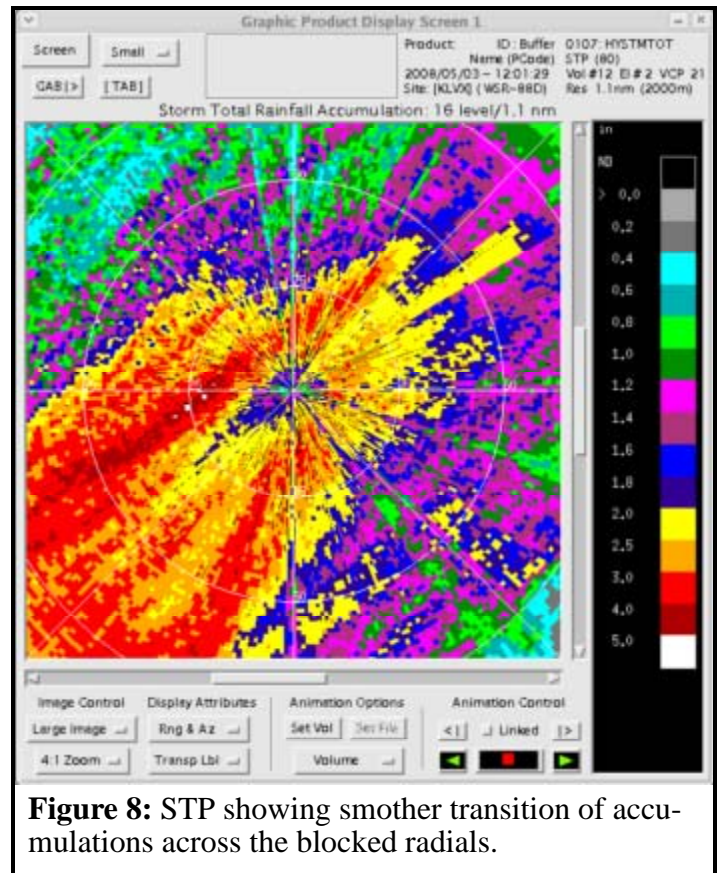 Graphic Product Display Screen 1
Screen
Small
GAB|>
[TAB]
Product: ID: Buffer 0107: HYSTMTOT
Name (PCode) STP (80)
2008/05/03 - 12:01:29 Vol #12 El # 2 VCP 21
Site: [KLVX] (WSR-88D) Res 1.1nm (2000m)
Storm Total Rainfall Accumulation: 16 level/1.1 nm
in
ND
> 0.0
0.2
0.4
0.6
0.8
1.0
1.2
1.4
1.6
1.8
2.0
2.5
3.0
4.0
5.0
Image Control Display Attributes Animation Options Animation Control
Large Image Rng & Az Set Vol Set File <| Linked |>
4:1 Zoom Transp Lbl Volume
Figure 8: STP showing smother transition of accu-
mulations across the blocked radials.